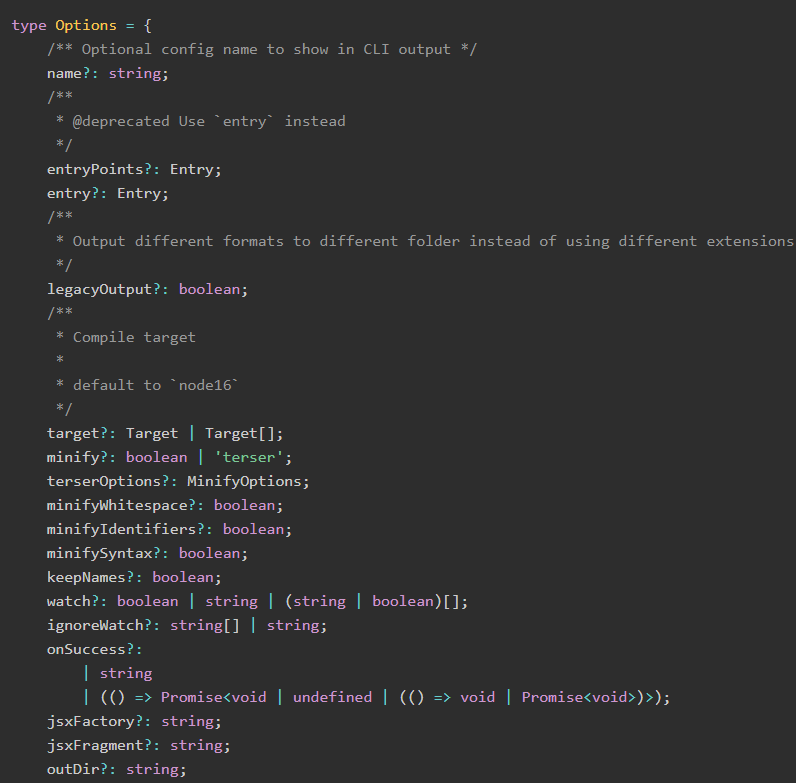 type Options = {
    /** Optional config name to show in CLI output */
    name?: string;
    /**
     * @deprecated Use `entry` instead
     */
    entryPoints?: Entry;
    entry?: Entry;
    /**
     * Output different formats to different folder instead of using different extensions
     */
    legacyOutput?: boolean;
    /**
     * Compile target
     *
     * default to `node16`
     */
    target?: Target | Target[];
    minify?: boolean | 'terser';
    terserOptions?: MinifyOptions;
    minifyWhitespace?: boolean;
    minifyIdentifiers?: boolean;
    minifySyntax?: boolean;
    keepNames?: boolean;
    watch?: boolean | string | (string | boolean)[];
    ignoreWatch?: string[] | string;
    onSuccess?:
        | string
        | (() => Promise<void | undefined | (() => void | Promise<void>)>);
    jsxFactory?: string;
    jsxFragment?: string;
    outDir?: string;